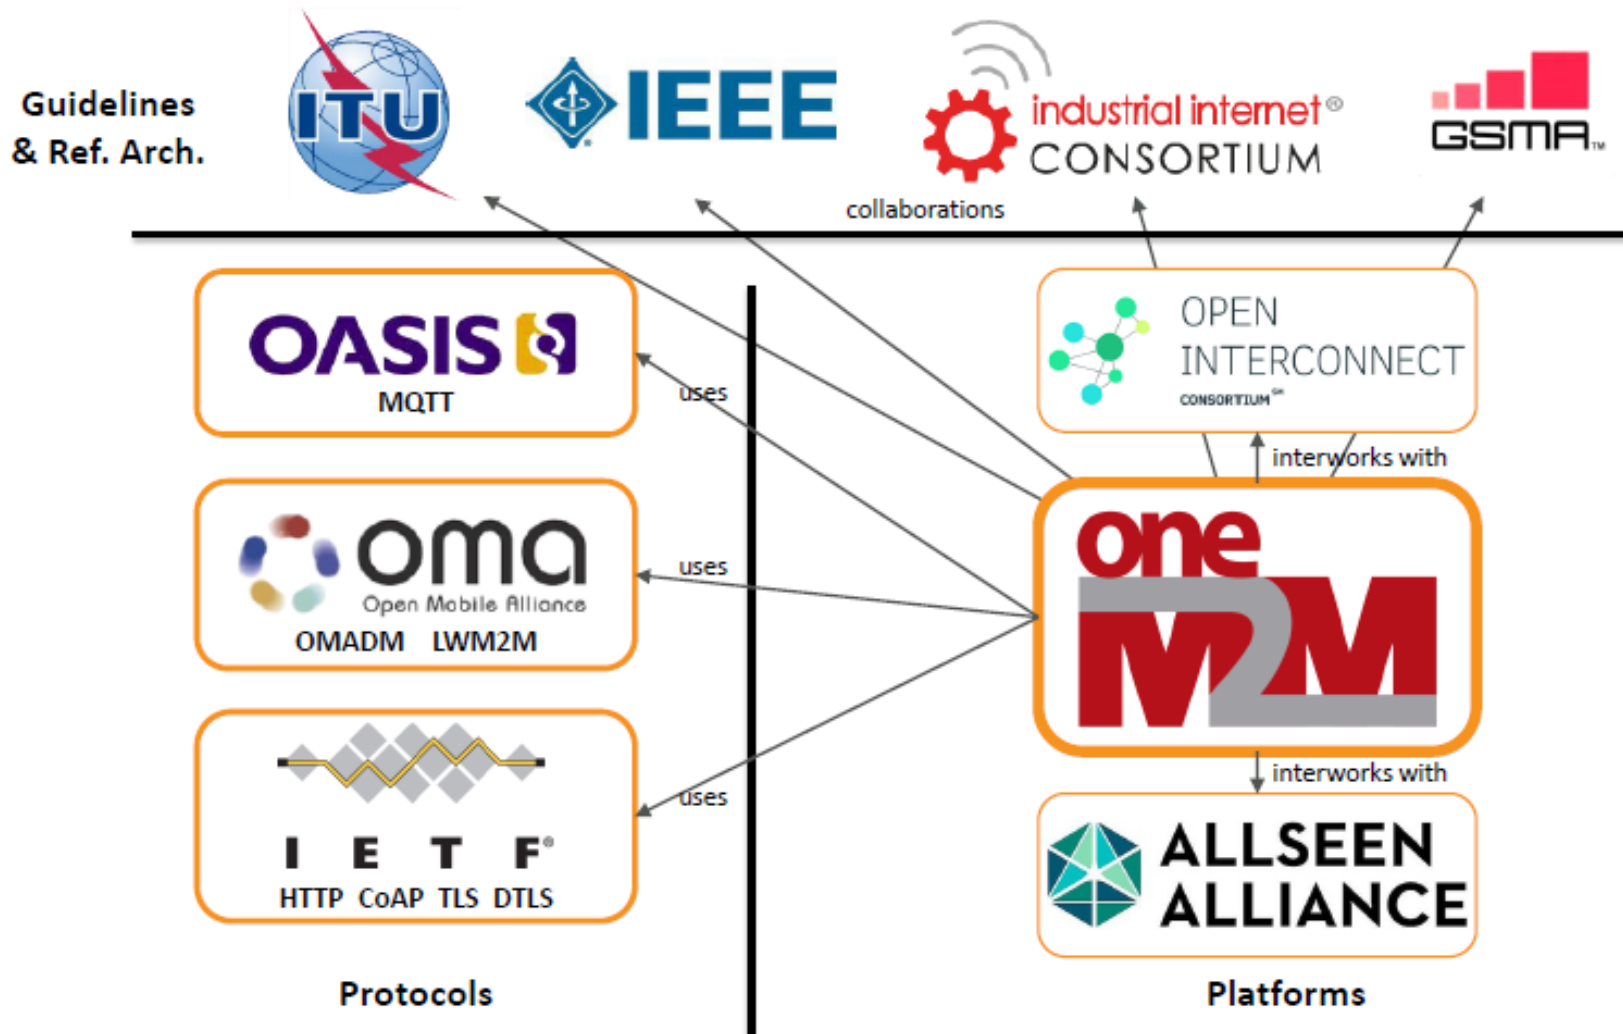 Guidelines
& Ref. Arch.
ITU
IEEE
industrial internet®
CONSORTIUM
GSMA™
collaborations
OASIS
MQTT
uses
OPEN
INTERCONNECT
CONSORTIUM SM
interworks with
oma
Open Mobile Alliance
OMADM LWM2M
uses
one
M2M
I E T F®
HTTP CoAP TLS DTLS
uses
interworks with
ALLSEEN
ALLIANCE
Protocols
Platforms